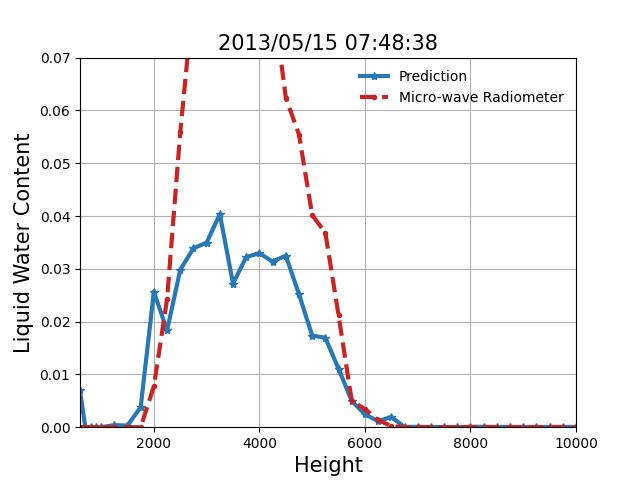 2013/05/15 07:48:38
Prediction
Micro-wave Radiometer
0.07
0.06
0.05
0.04
0.03
0.02
0.01
0.00
Liquid Water Content
2000 4000 6000 8000 10000
Height